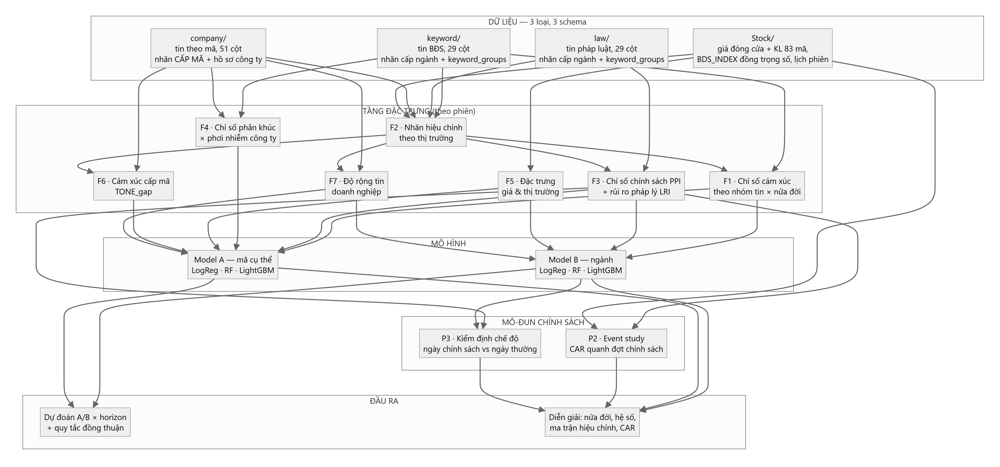 DỮ LIỆU — 3 loại, 3 schema
company/
tin theo mã, 51 cột
nhãn CẤP MÃ + hồ sơ công ty
keyword/
tin BĐS, 29 cột
nhãn cấp ngành + keyword_groups
law/
tin pháp luật, 29 cột
nhãn cấp ngành + keyword_groups
Stock/
giá đóng cửa + KL 83 mã,
BDS_INDEX đồng trọng số, lịch phiên
TẦNG ĐẶC TRƯNG (theo phiên)
F4 · Chỉ số phân khúc
× phơi nhiễm công ty
F2 · Nhãn hiệu chỉnh
theo thị trường
F6 · Cảm xúc cấp mã
TONE_gap
F7 · Độ rộng tin
doanh nghiệp
F5 · Đặc trưng
giá & thị trường
F3 · Chỉ số chính sách PPI
+ rủi ro pháp lý LRI
F1 · Chỉ số cảm xúc
theo nhóm tin × nửa đời
MÔ HÌNH
Model A — mã cụ thể
LogReg · RF · LightGBM
Model B — ngành
LogReg · RF · LightGBM
MÔ-ĐUN CHÍNH SÁCH
P3 · Kiểm định chế độ
ngày chính sách vs ngày thường
P2 · Event study
CAR quanh đợt chính sách
ĐẦU RA
Dự đoán A/B × horizon
+ quy tắc đồng thuận
Diễn giải: nửa đời, hệ số,
ma trận hiệu chỉnh, CAR